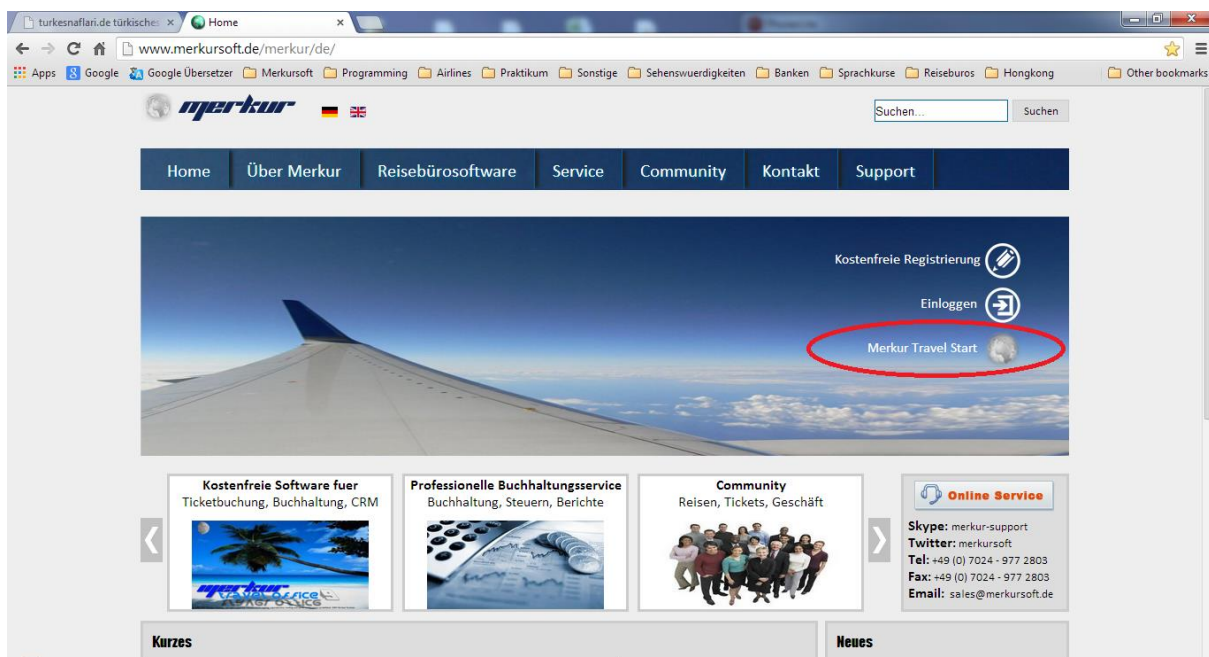 turkesnaflari.de türkische
Home
www.merkursoft.de/merkur/de/
Apps Google Google Übersetzer Merkursoft Programming Airlines Praktikum Sonstige Sehenswuerdigkeiten Banken Sprachkurse Reiseburos Hongkong Other bookmarks
merkur
Suchen...
Suchen
Home Über Merkur Reisebürosoftware Service Community Kontakt Support
Kostenfreie Registrierung
Einloggen
Merkur Travel Start
Kostenfreie Software fuer
Ticketbuchung, Buchhaltung, CRM
merkur
TRAVEL OFFICE
Professionelle Buchhaltungsservice
Buchhaltung, Steuern, Berichte
Community
Reisen, Tickets, Geschäft
Online Service
Skype: merkur-support
Twitter: merkursoft
Tel: +49 (0) 7024 - 977 2803
Fax: +49 (0) 7024 - 977 2803
Email: sales@merkursoft.de
Kurzes
Neues